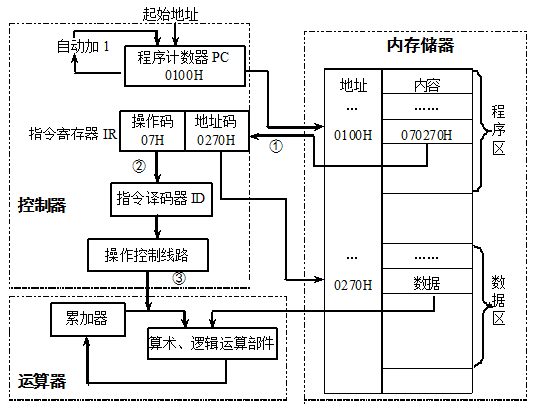 起始地址
自动加 1
程序计数器 PC
0100H
内存储器
地址
内容
...
......
0100H
070270H
程序区
指令寄存器 IR
操作码
07H
地址码
0270H
①
②
指令译码器 ID
控制器
操作控制线路
③
...
......
0270H
数据
数据区
累加器
算术、逻辑运算部件
运算器